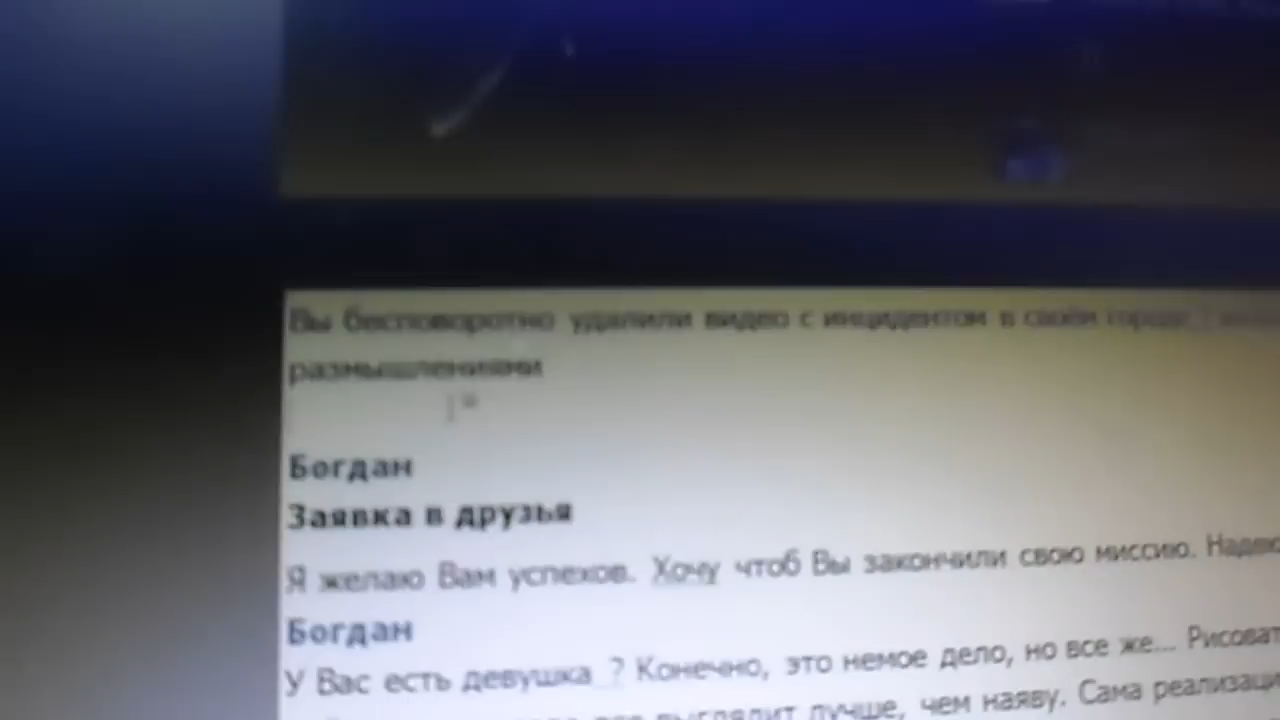 Вы бесповоротно удалили видео с инцидентом в своём городе
размышлениями
Богдан
Заявка в друзья
Я желаю Вам успехов. Хочу чтоб Вы закончили свою миссию.
Богдан
У Вас есть девушка ? Конечно, это немое дело, но все же...
выглядит лучше, чем наяву. Сама